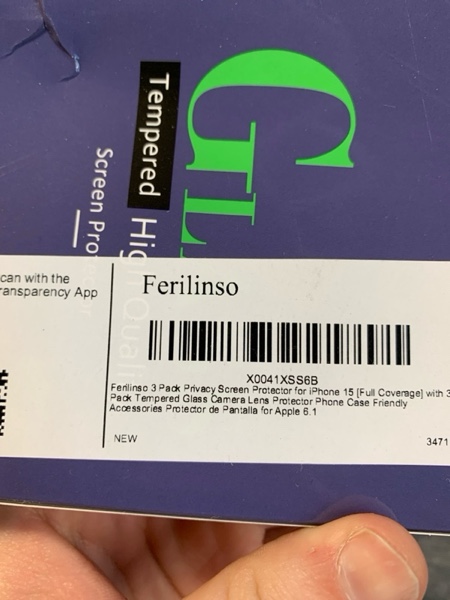 GL
Tempered High Quali
Screen Pro
can with the
ransparency App
Ferilinso
X0041XSS6B
Ferilinso 3 Pack Privacy Screen Protector for iPhone 15 [Full Coverage] with 3
Pack Tempered Glass Camera Lens Protector Phone Case Friendly
Accessories Protector de Pantalla for Apple 6.1
NEW
3471